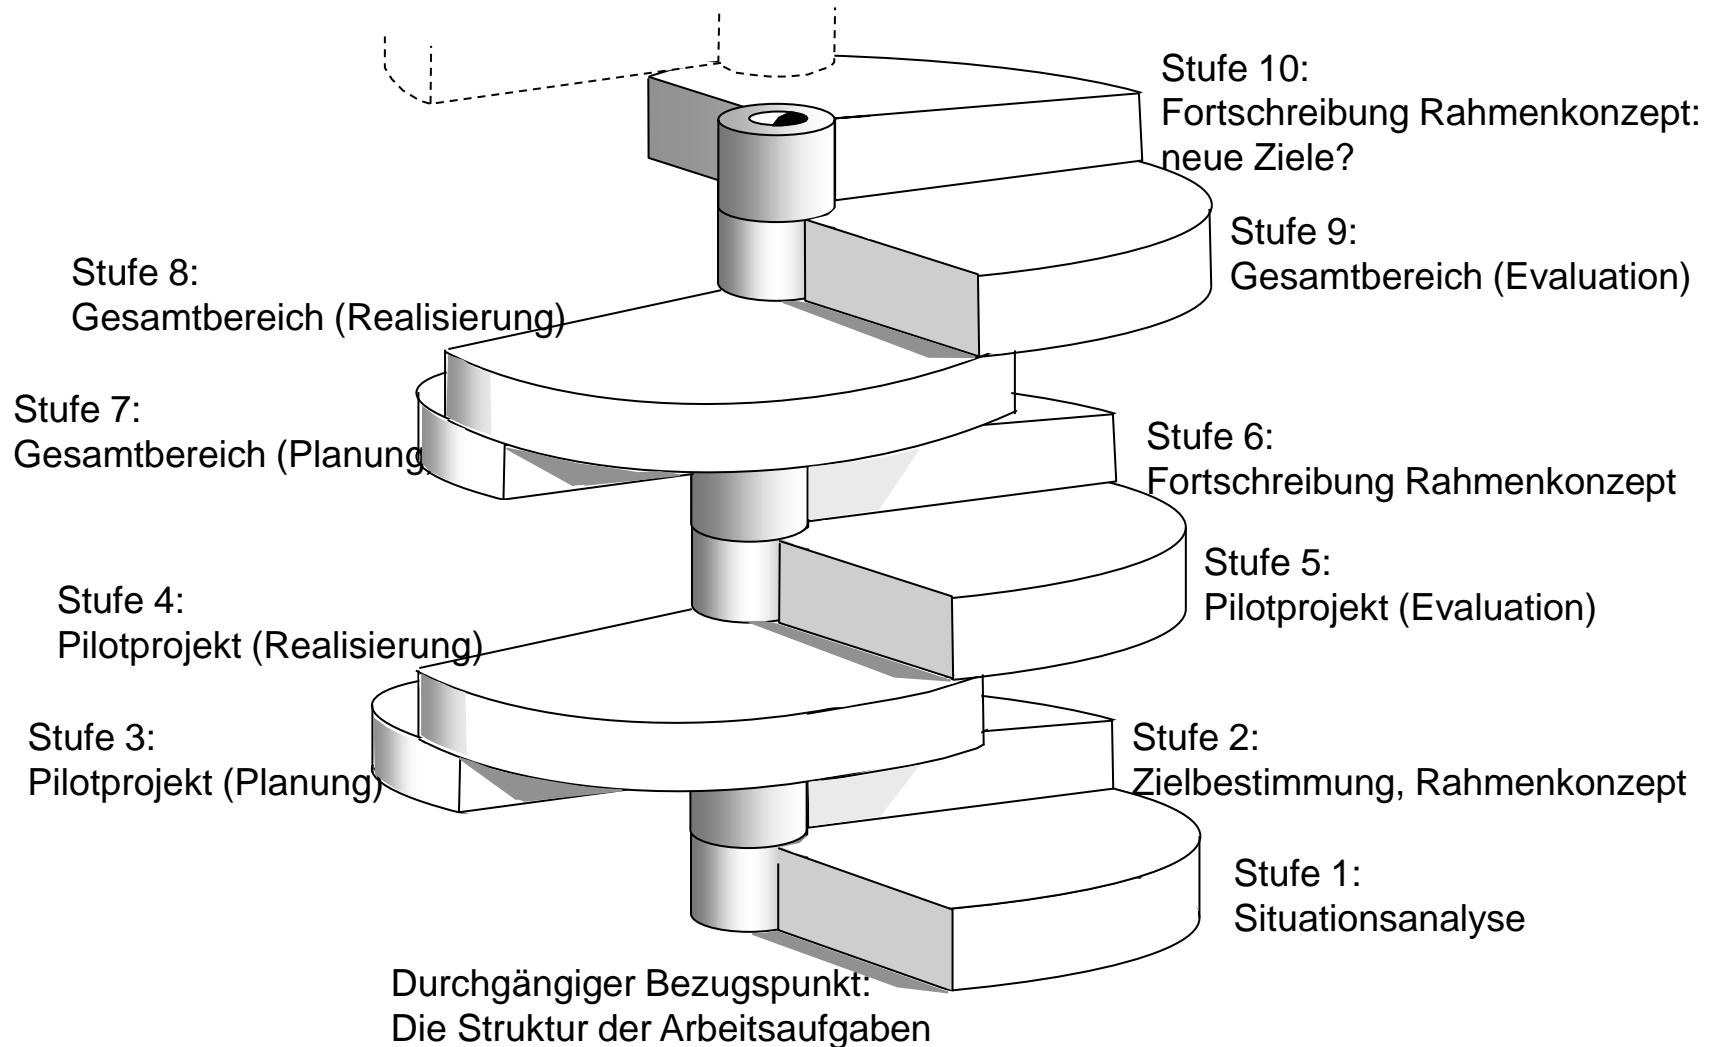 Stufe 10:
Fortschreibung Rahmenkonzept:
neue Ziele?
Stufe 9:
Gesamtbereich (Evaluation)
Stufe 8:
Gesamtbereich (Realisierung)
Stufe 7:
Gesamtbereich (Planung)
Stufe 6:
Fortschreibung Rahmenkonzept
Stufe 5:
Pilotprojekt (Evaluation)
Stufe 4:
Pilotprojekt (Realisierung)
Stufe 3:
Pilotprojekt (Planung)
Stufe 2:
Zielbestimmung, Rahmenkonzept
Stufe 1:
Situationsanalyse
Durchgängiger Bezugspunkt:
Die Struktur der Arbeitsaufgaben